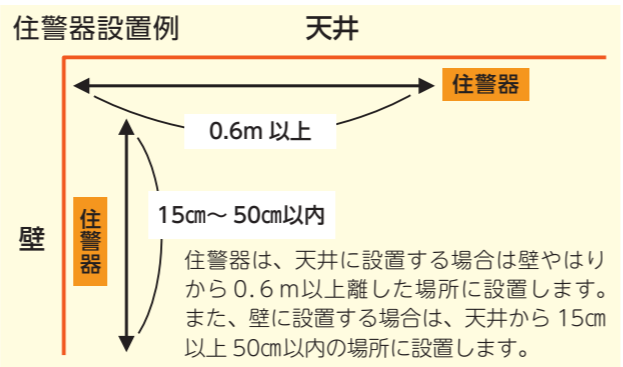 住警器設置例
天井
住警器
0.6m 以上
15㎝～ 50㎝以内
壁
住警器
住警器は、天井に設置する場合は壁やはり
から０.６ｍ以上離した場所に設置します。
また、壁に設置する場合は、天井から 15㎝
以上 50㎝以内の場所に設置します。